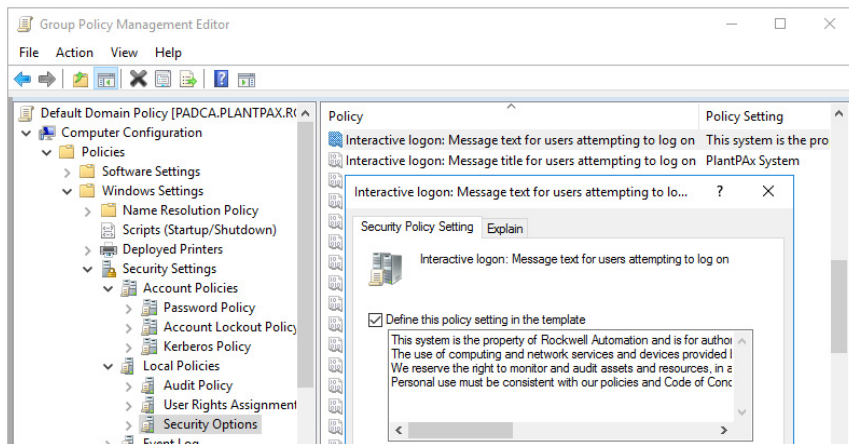 Group Policy Management Editor
File Action View Help
Default Domain Policy [PADCA.PLANTPAX.R
Computer Configuration
Policies
Software Settings
Windows Settings
Name Resolution Policy
Scripts (Startup/Shutdown)
Deployed Printers
Security Settings
Account Policies
Password Policy
Account Lockout Policy
Kerberos Policy
Local Policies
Audit Policy
User Rights Assignment
Security Options
Event Log
Policy Policy Setting
Interactive logon: Message text for users attempting to log on This system is the pro
Interactive logon: Message title for users attempting to log on PlantPAx System
Interactive logon: Message text for users attempting to lo... ?
Security Policy Setting Explain
Interactive logon: Message text for users attempting to log on
Define this policy setting in the template
This system is the property of Rockwell Automation and is for author
The use of computing and network services and devices provided
We reserve the right to monitor and audit assets and resources, in a
Personal use must be consistent with our policies and Code of Conc